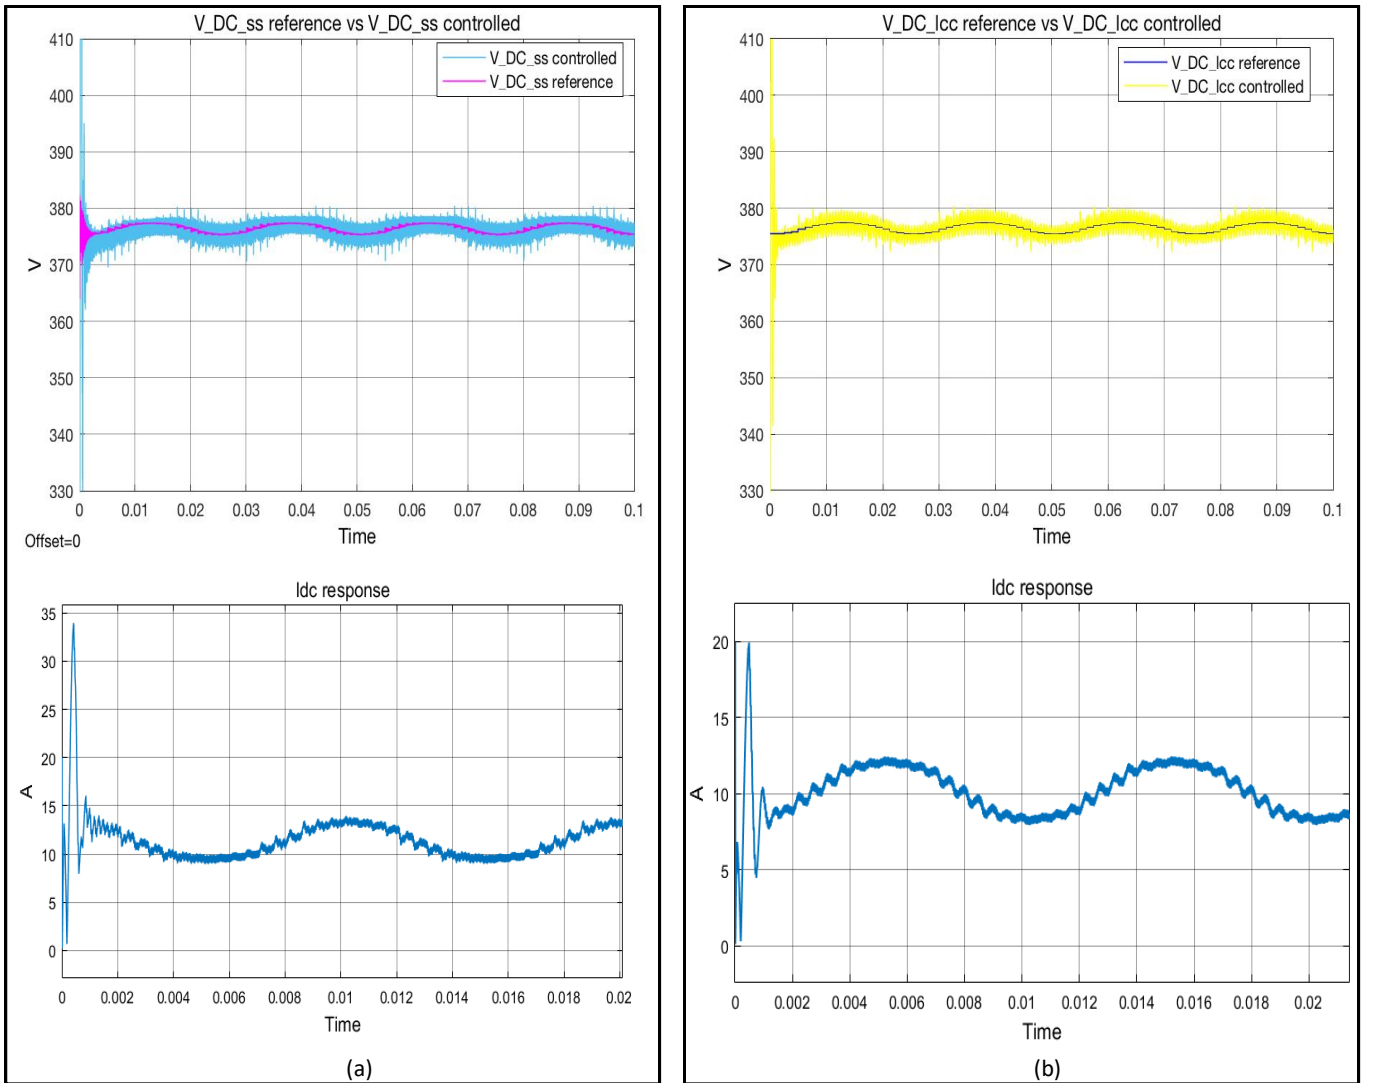 V_DC_ss reference vs V_DC_ss controlled
V_DC_ss controlled
V_DC_ss reference
410
400
390
380
370
360
350
340
330
V
0 0.01 0.02 0.03 0.04 0.05 0.06 0.07 0.08 0.09 0.1
Time
Offset=0
Idc response
35
30
25
20
15
10
5
0
A
0 0.002 0.004 0.006 0.008 0.01 0.012 0.014 0.016 0.018 0.02
Time
(a)
V_DC_lcc reference vs V_DC_lcc controlled
V_DC_lcc reference
V_DC_lcc controlled
410
400
390
380
370
360
350
340
330
V
0 0.01 0.02 0.03 0.04 0.05 0.06 0.07 0.08 0.09 0.1
Time
Idc response
20
15
10
5
0
A
0 0.002 0.004 0.006 0.008 0.01 0.012 0.014 0.016 0.018 0.02
Time
(b)